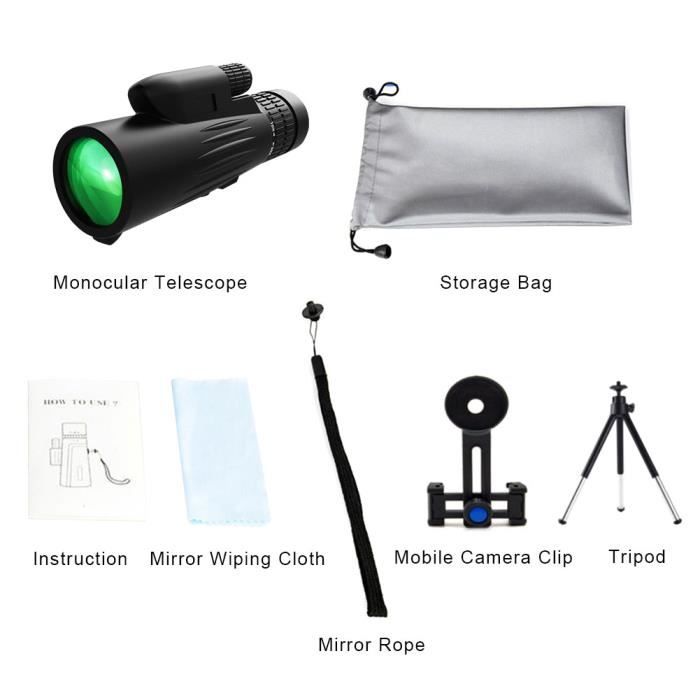 Monocular Telescope
Storage Bag
HOW TO USE ?
Instruction
Mirror Wiping Cloth
Mobile Camera Clip
Tripod
Mirror Rope